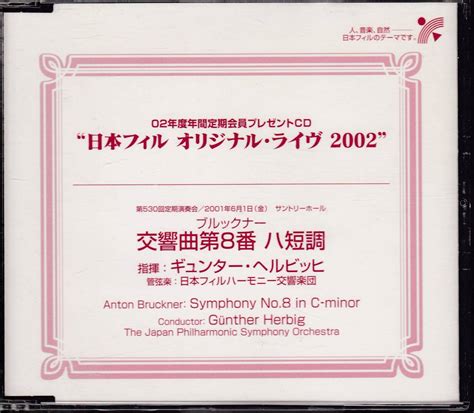 人、音楽、自然
日本フィルのテーマです。
02年度年間定期会員プレゼントCD
“日本フィル オリジナル・ライヴ 2002”
第530回定期演奏会／2001年6月1日(金) サントリーホール
ブルックナー
交響曲第8番 ハ短調
指揮：ギュンター・ヘルビッヒ
管弦楽：日本フィルハーモニー交響楽団
Anton Bruckner: Symphony No.8 in C-minor
Conductor: Günther Herbig
The Japan Philharmonic Symphony Orchestra